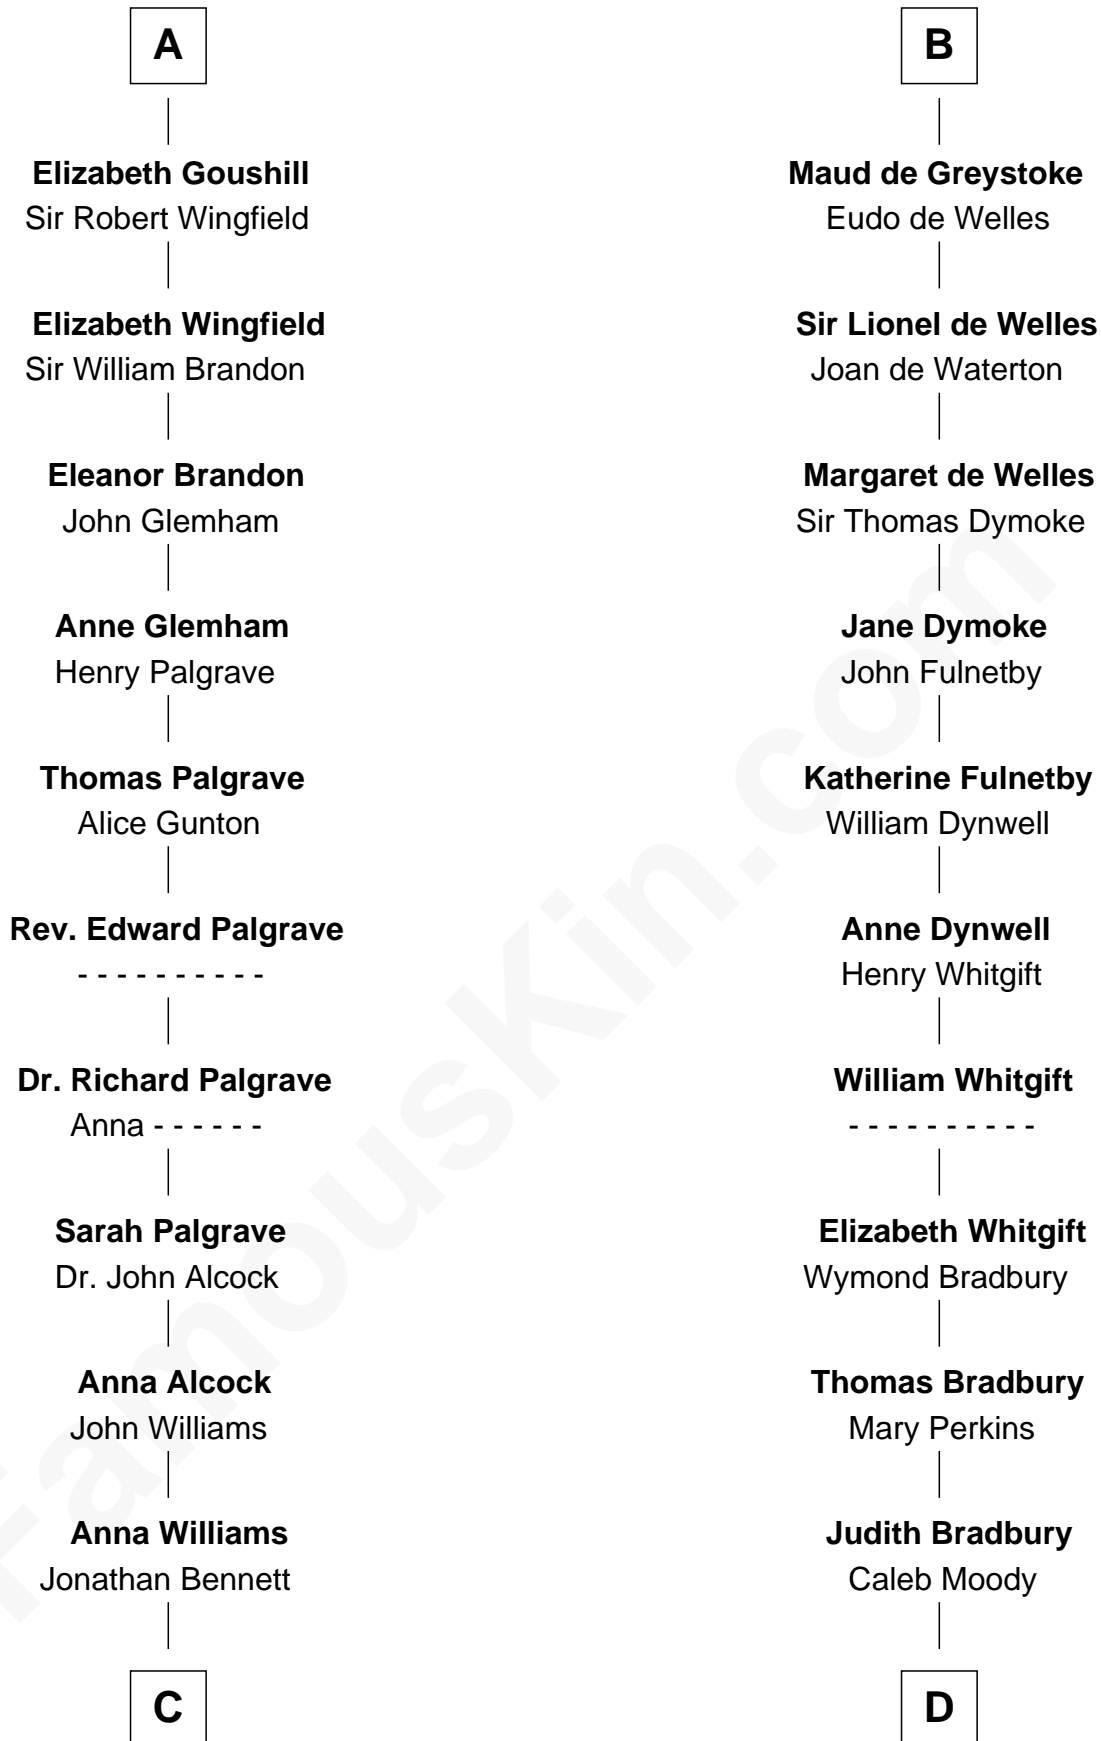 A
Elizabeth Goushill
Sir Robert Wingfield
Elizabeth Wingfield
Sir William Brandon
Eleanor Brandon
John Glemham
Anne Glemham
Henry Palgrave
Thomas Palgrave
Alice Gunton
Rev. Edward Palgrave
- - - - - - - - - -
Dr. Richard Palgrave
Anna - - - - - -
Sarah Palgrave
Dr. John Alcock
Anna Alcock
John Williams
Anna Williams
Jonathan Bennett
C
B
Maud de Greystoke
Eudo de Welles
Sir Lionel de Welles
Joan de Waterton
Margaret de Welles
Sir Thomas Dymoke
Jane Dymoke
John Fulnetby
Katherine Fulnetby
William Dynwell
Anne Dynwell
Henry Whitgift
William Whitgift
- - - - - - - - - -
Elizabeth Whitgift
Wymond Bradbury
Thomas Bradbury
Mary Perkins
Judith Bradbury
Caleb Moody
D
FamousKin.com